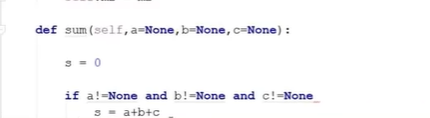 def sum(self,a=None,b=None,c=None):
s = 0
if a!=None and b!=None and c!=None
s = a+b+c